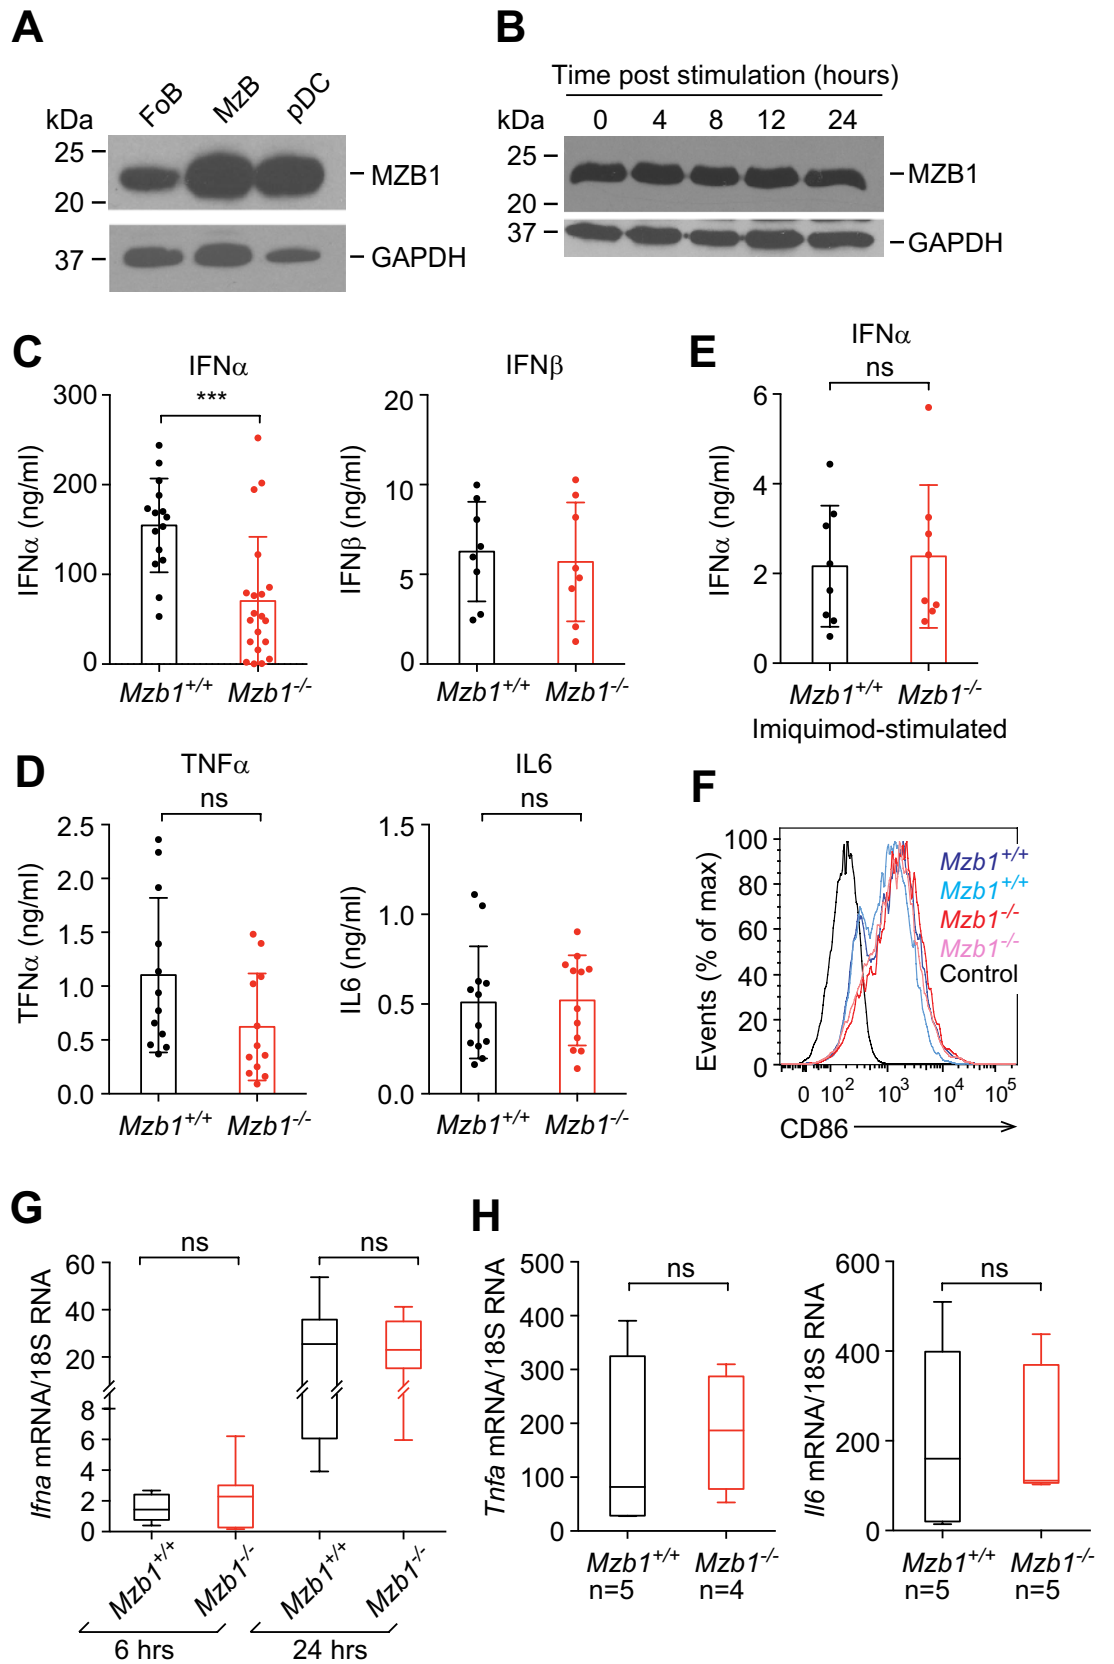 A
FoB MzB pDC
kDa
25
MZB1
20
37
GAPDH
B
Time post stimulation (hours)
kDa 0 4 8 12 24
25
MZB1
20
37
GAPDH
C
IFNα
***
300
200
100
0
IFNα (ng/ml)
Mzb1+/+ Mzb1-/-
IFNβ
20
10
5
0
IFNβ (ng/ml)
Mzb1+/+ Mzb1-/-
E
IFNα
ns
6
4
2
0
IFNα (ng/ml)
Mzb1+/+ Mzb1-/-
Imiquimod-stimulated
D
TNFα
ns
2.5
2.0
1.5
1.0
0.5
0.0
TFNα (ng/ml)
Mzb1+/+ Mzb1-/-
IL6
ns
1.5
1.0
0.5
0.0
IL6 (ng/ml)
Mzb1+/+ Mzb1-/-
F
100
80
60
40
20
0
Events (% of max)
Mzb1+/+
Mzb1+/+
Mzb1-/-
Mzb1-/-
Control
0 10² 10³ 10⁴ 10⁵
CD86
G
ns ns
60
40
20
8
6
4
2
0
Ifna mRNA/18S RNA
Mzb1+/+ Mzb1-/- Mzb1+/+ Mzb1-/-
6 hrs 24 hrs
H
ns
500
400
300
200
100
0
Tnfa mRNA/18S RNA
Mzb1+/+ Mzb1-/-
n=5 n=4
ns
600
400
200
0
Il6 mRNA/18S RNA
Mzb1+/+ Mzb1-/-
n=5 n=5